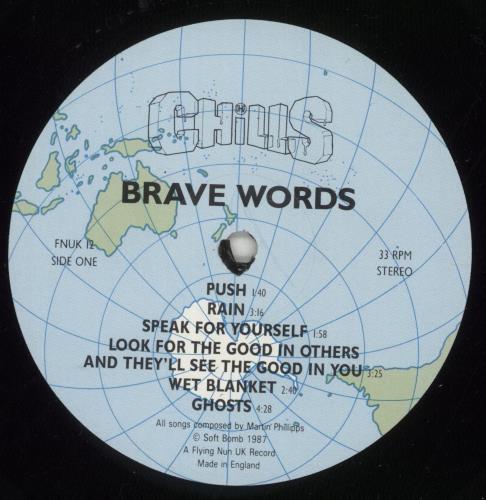 CHILLS
BRAVE WORDS
FNUK 12
SIDE ONE
33 RPM
STEREO
PUSH 1:40
RAIN 3:16
SPEAK FOR YOURSELF 1:58
LOOK FOR THE GOOD IN OTHERS
AND THEY'LL SEE THE GOOD IN YOU 3:25
WET BLANKET 2:40
GHOSTS 4:28
All songs composed by Martin Phillipps
© Soft Bomb 1987
A Flying Nun UK Record
Made in England